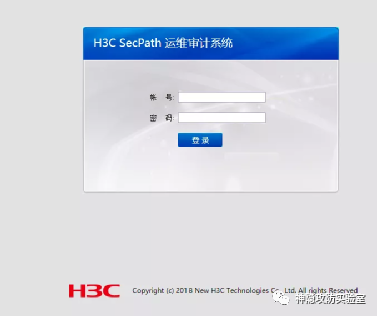 H3C SecPath 运维审计系统
帐 号:
密 码:
登 录
H3C Copyright (c) 2018 New H3C Technologies Co., Ltd. All rights Reserved
神隐攻防实验室